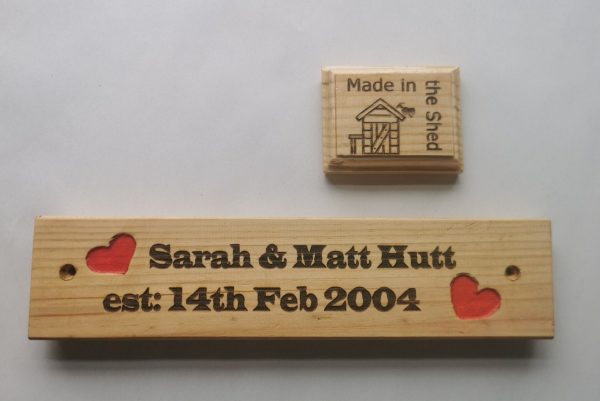 Made in
the Shed
Sarah & Matt Hutt
est: 14th Feb 2004